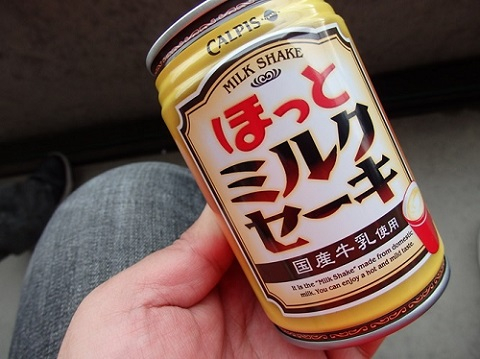 CALPIS
MILK SHAKE
ほっと
ミルク
セーキ
国産牛乳使用
It is the "Milk Shake" made from domestic
milk. You can enjoy a hot and mild taste.